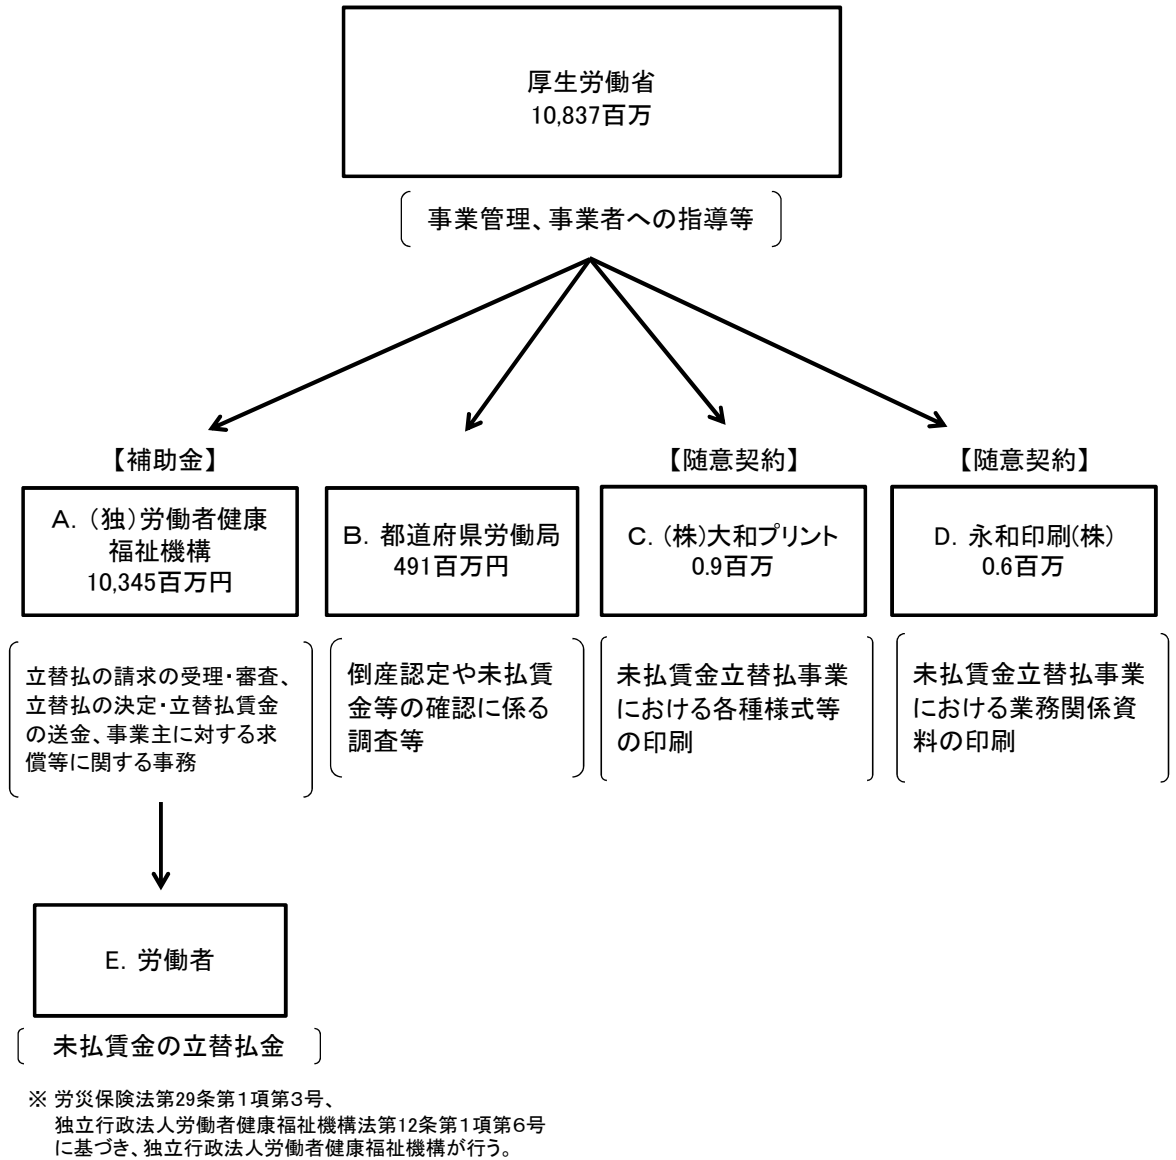 厚生労働省
10,837百万
事業管理、事業者への指導等
【補助金】
A.（独）労働者健康
福祉機構
10,345百万円
立替払の請求の受理・審査、
立替払の決定・立替払賃金
の送金、事業主に対する求
償等に関する事務
B. 都道府県労働局
491百万円
倒産認定や未払賃
金等の確認に係る
調査等
【随意契約】
C.（株）大和プリント
0.9百万
未払賃金立替払事業
における各種様式等
の印刷
【随意契約】
D. 永和印刷(株)
0.6百万
未払賃金立替払事業
における業務関係資
料の印刷
E. 労働者
未払賃金の立替払金
※ 労災保険法第29条第１項第３号、
独立行政法人労働者健康福祉機構法第12条第１項第６号
に基づき、独立行政法人労働者健康福祉機構が行う。